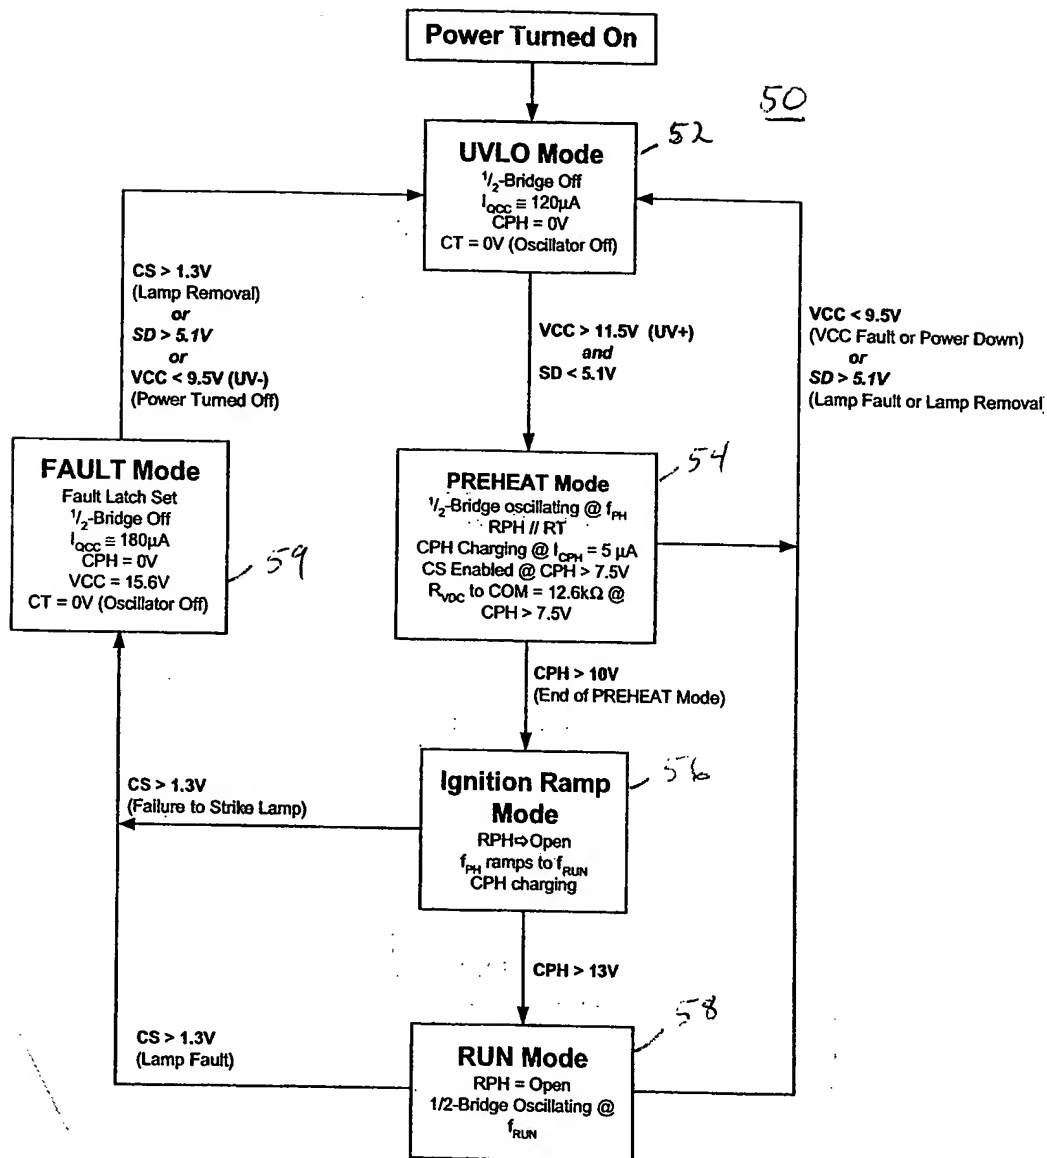 Power Turned On
50
52
UVLO Mode
1/2-Bridge Off
IQCC ≅ 120µA
CPH = 0V
CT = 0V (Oscillator Off)
CS > 1.3V
(Lamp Removal)
or
SD > 5.1V
or
VCC < 9.5V (UV-)
(Power Turned Off)
VCC > 11.5V (UV+)
and
SD < 5.1V
VCC < 9.5V
(VCC Fault or Power Down)
or
SD > 5.1V
(Lamp Fault or Lamp Removal)
FAULT Mode
Fault Latch Set
1/2-Bridge Off
IQCC ≅ 180µA
CPH = 0V
VCC = 15.6V
CT = 0V (Oscillator Off)
59
54
PREHEAT Mode
1/2-Bridge oscillating @ fPH
RPH // RT
CPH Charging @ ICPH = 5 µA
CS Enabled @ CPH > 7.5V
RVDC to COM = 12.6kΩ @
CPH > 7.5V
CPH > 10V
(End of PREHEAT Mode)
56
Ignition Ramp
Mode
RPH⇨Open
fPH ramps to fRUN
CPH charging
CS > 1.3V
(Failure to Strike Lamp)
CPH > 13V
58
RUN Mode
RPH = Open
1/2-Bridge Oscillating @
fRUN
CS > 1.3V
(Lamp Fault)